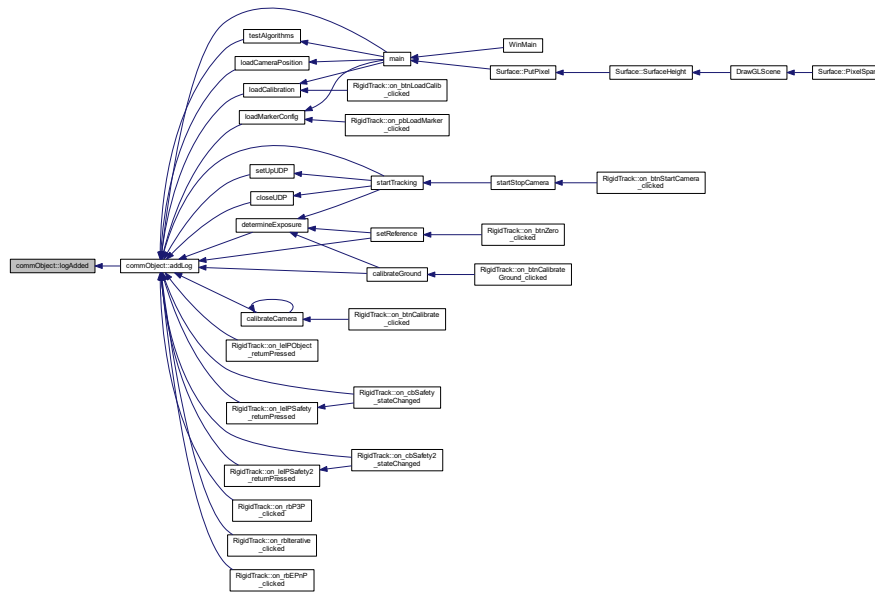 testAlgorithms
loadCameraPosition
loadCalibration
loadMarkerConfig
main
WinMain
Surface::PutPixel
Surface::SurfaceHeight
DrawGLScene
Surface::PixelSpan
RigidTrack::on_btnLoadCalib
_clicked
RigidTrack::on_pbLoadMarker
_clicked
setUpUDP
closeUDP
determineExposure
startTracking
startStopCamera
RigidTrack::on_btnStartCamera
_clicked
setReference
RigidTrack::on_btnZero
_clicked
calibrateGround
RigidTrack::on_btnCalibrate
Ground_clicked
commObject::logAdded
commObject::addLog
calibrateCamera
RigidTrack::on_btnCalibrate
_clicked
RigidTrack::on_leIPObject
_returnPressed
RigidTrack::on_cbSafety
_stateChanged
RigidTrack::on_leIPSafety
_returnPressed
RigidTrack::on_cbSafety2
_stateChanged
RigidTrack::on_leIPSafety2
_returnPressed
RigidTrack::on_rbP3P
_clicked
RigidTrack::on_rbIterative
_clicked
RigidTrack::on_rbEPnP
_clicked